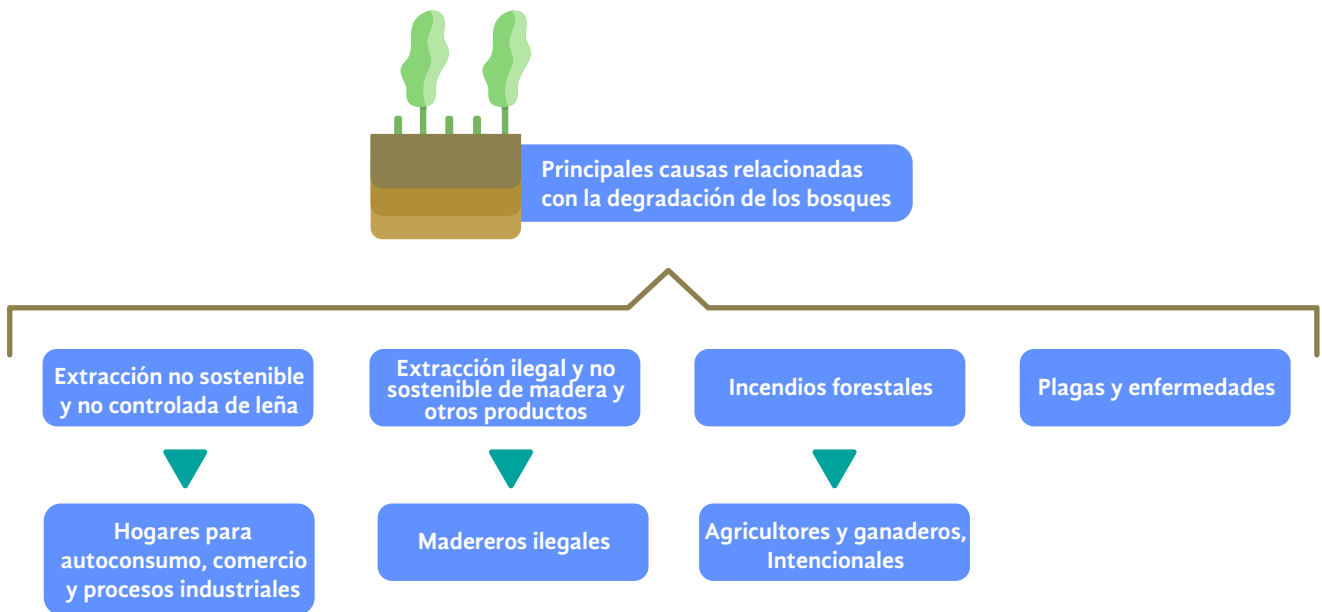 Principales causas relacionadas
con la degradación de los bosques
Extracción no sostenible
y no controlada de leña
Extracción ilegal y no
sostenible de madera y
otros productos
Incendios forestales
Plagas y enfermedades
Hogares para
autoconsumo, comercio
y procesos industriales
Madereros ilegales
Agricultores y ganaderos,
Intencionales